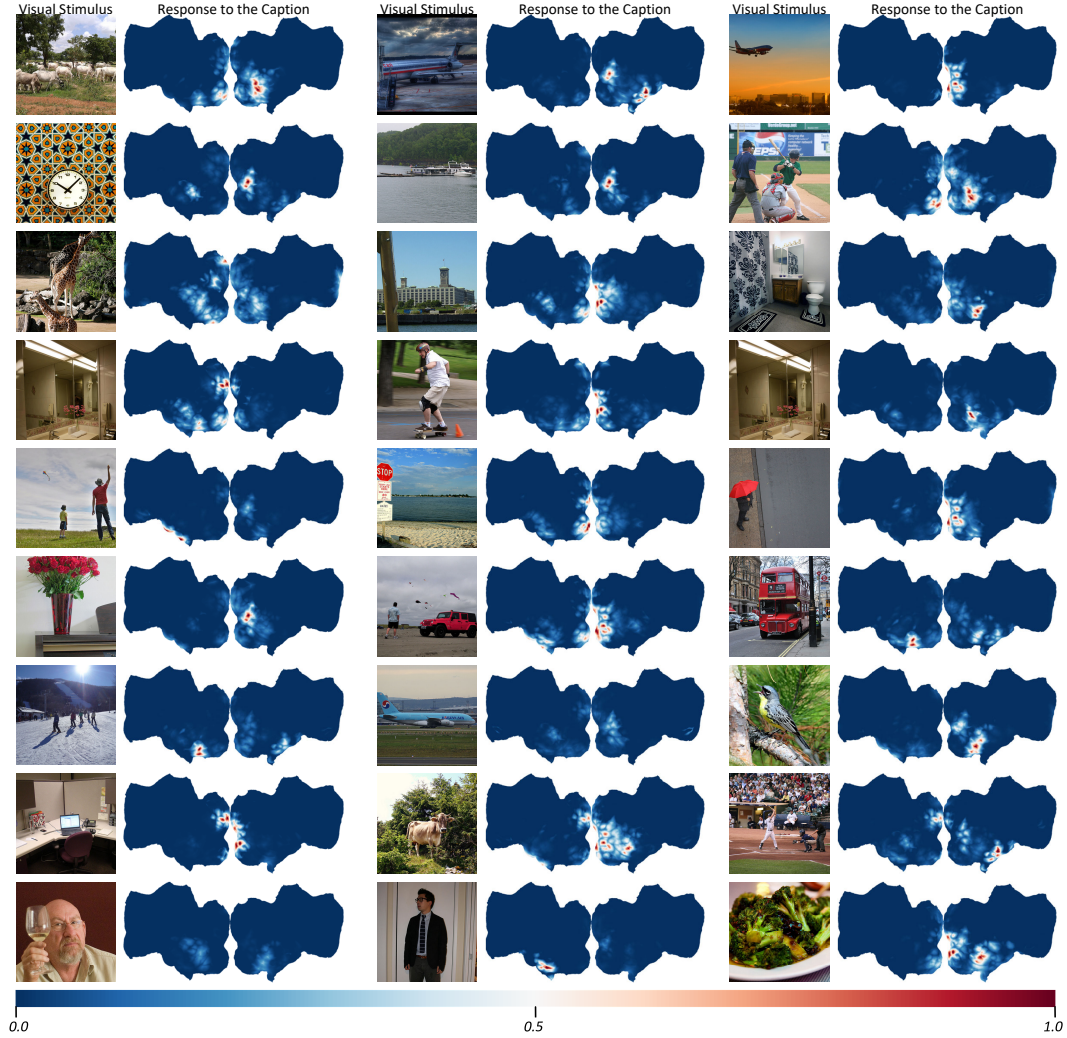 Visual Stimulus Response to the Caption Visual Stimulus Response to the Caption Visual Stimulus Response to the Caption
PEPSI
STOP
0.0 0.5 1.0